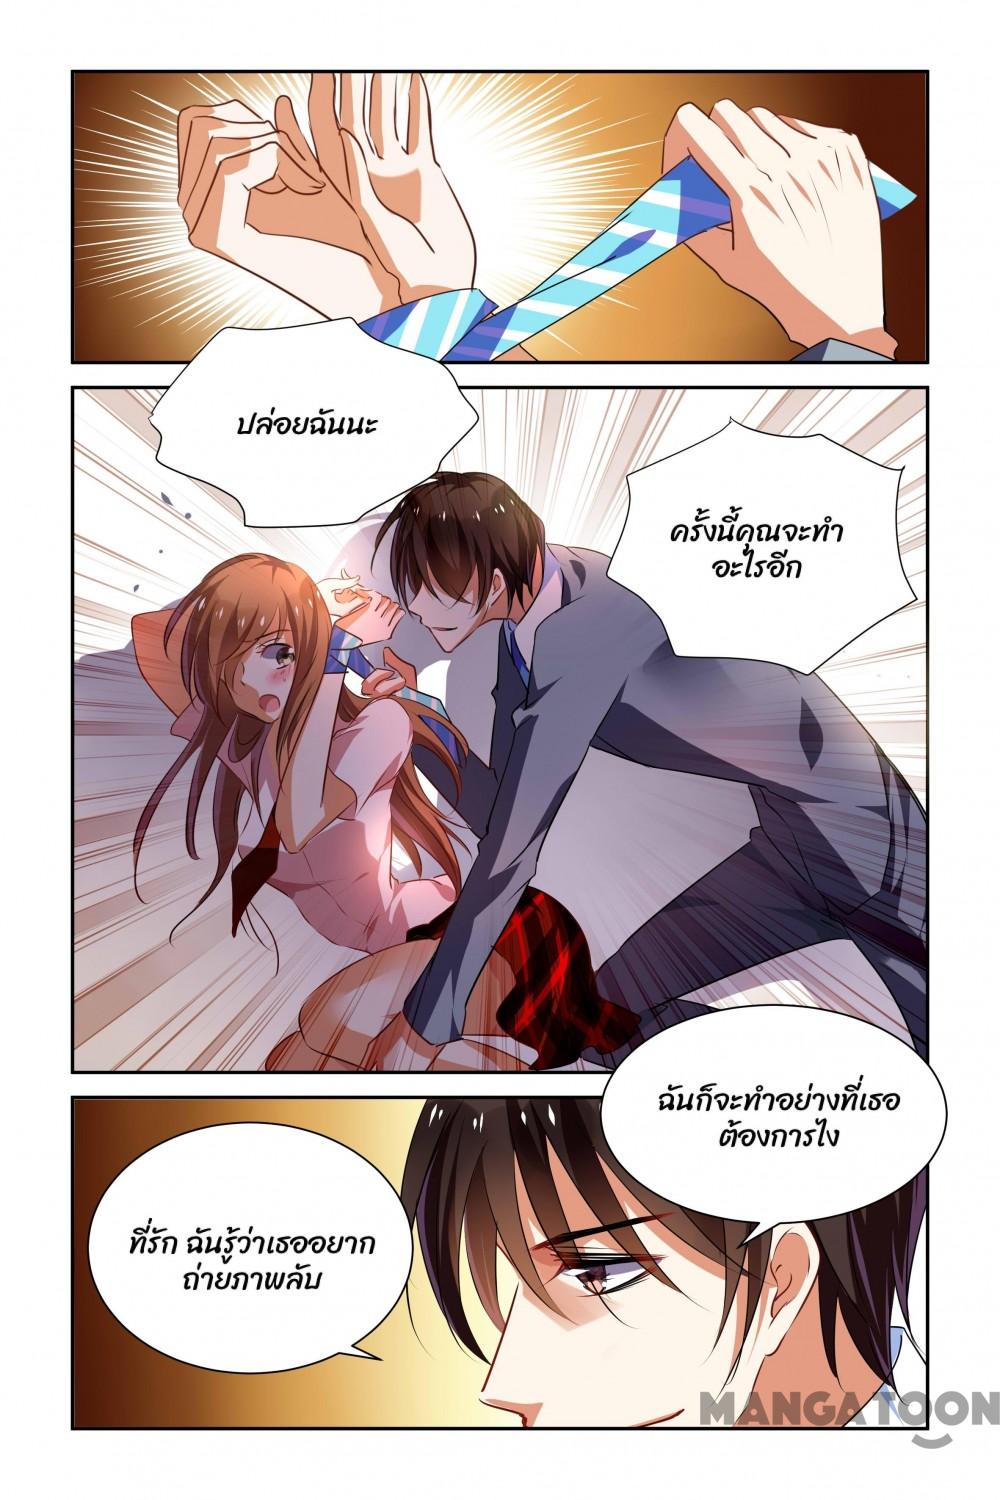 ปล่อยฉันนะ
ครั้งนี้คุณจะทำ
อะไรอีก
ฉันก็จะทำอย่างที่เธอ
ต้องการไง
ที่รัก ฉันรู้ว่าเธออยาก
ถ่ายภาพลับ
MANGATOON